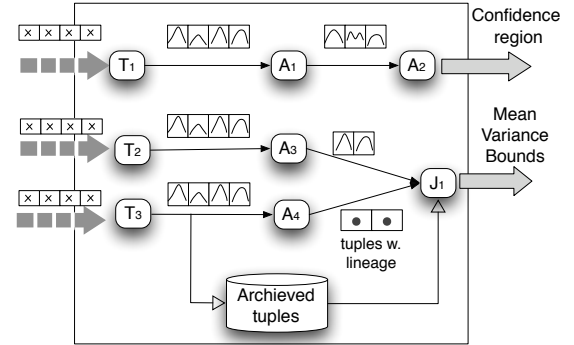 x x x x
T1
A1
A2
Confidence
region
x x x x
T2
A3
Mean
Variance
Bounds
J1
x x x x
T3
A4
tuples w.
lineage
Archieved
tuples